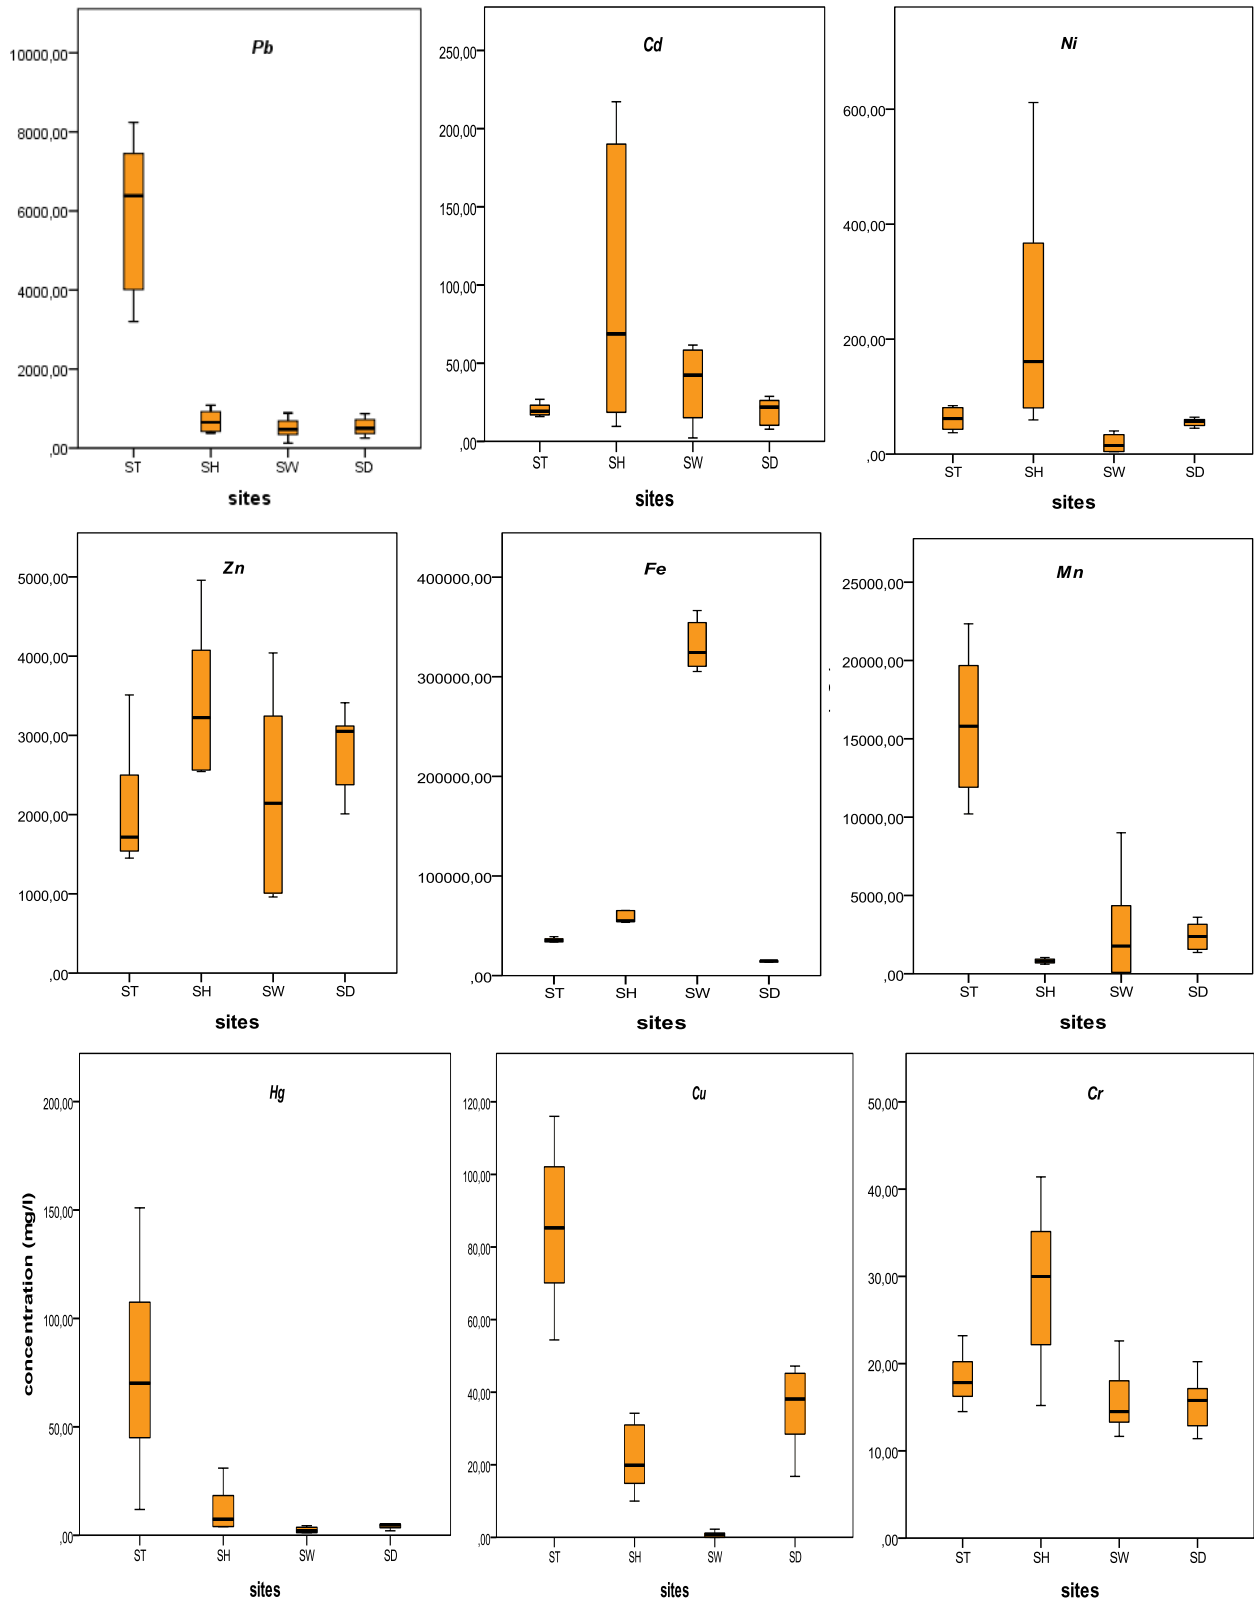 Pb
10000,00
8000,00
6000,00
4000,00
2000,00
,00
ST SH SW SD
sites
Cd
250,00
200,00
150,00
100,00
50,00
,00
ST SH SW SD
sites
Ni
600,00
400,00
200,00
,00
ST SH SW SD
sites
Zn
5000,00
4000,00
3000,00
2000,00
1000,00
,00
ST SH SW SD
sites
Fe
400000,00
300000,00
200000,00
100000,00
,00
ST SH SW SD
sites
Mn
25000,00
20000,00
15000,00
10000,00
5000,00
,00
ST SH SW SD
sites
concentration (mg/l)
Hg
200,00
150,00
100,00
50,00
,00
ST SH SW SD
sites
Cu
120,00
100,00
80,00
60,00
40,00
20,00
,00
ST SH SW SD
sites
Cr
50,00
40,00
30,00
20,00
10,00
,00
ST SH SW SD
sites